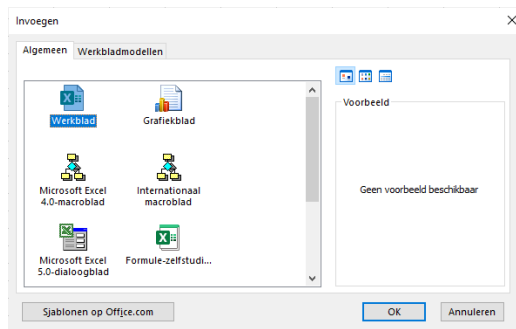 Invoegen
Algemeen
Werkbladmodellen
Werkblad
Grafiekblad
Microsoft Excel
4.0-macroblad
Internationaal
macroblad
Microsoft Excel
5.0-dialoogblad
Formule-zelfstudi...
Voorbeeld
Geen voorbeeld beschikbaar
Sjablonen op Office.com
OK
Annuleren